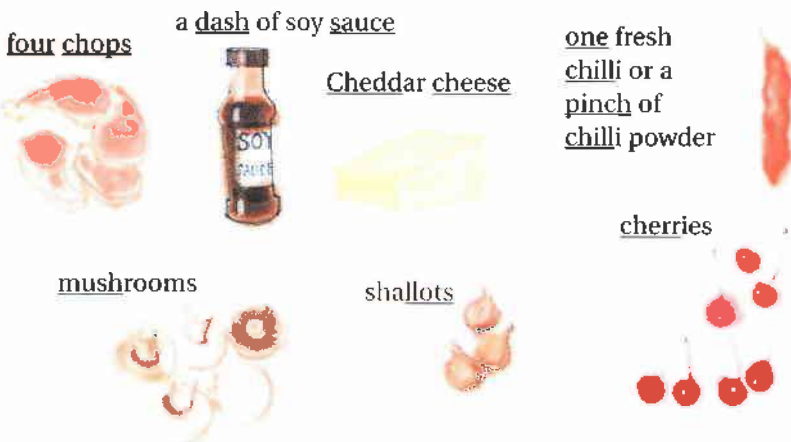 four chops
a dash of soy sauce
SOY
SAUCE
Cheddar cheese
one fresh
chilli or a
pinch of
chilli powder
cherries
mushrooms
shallots